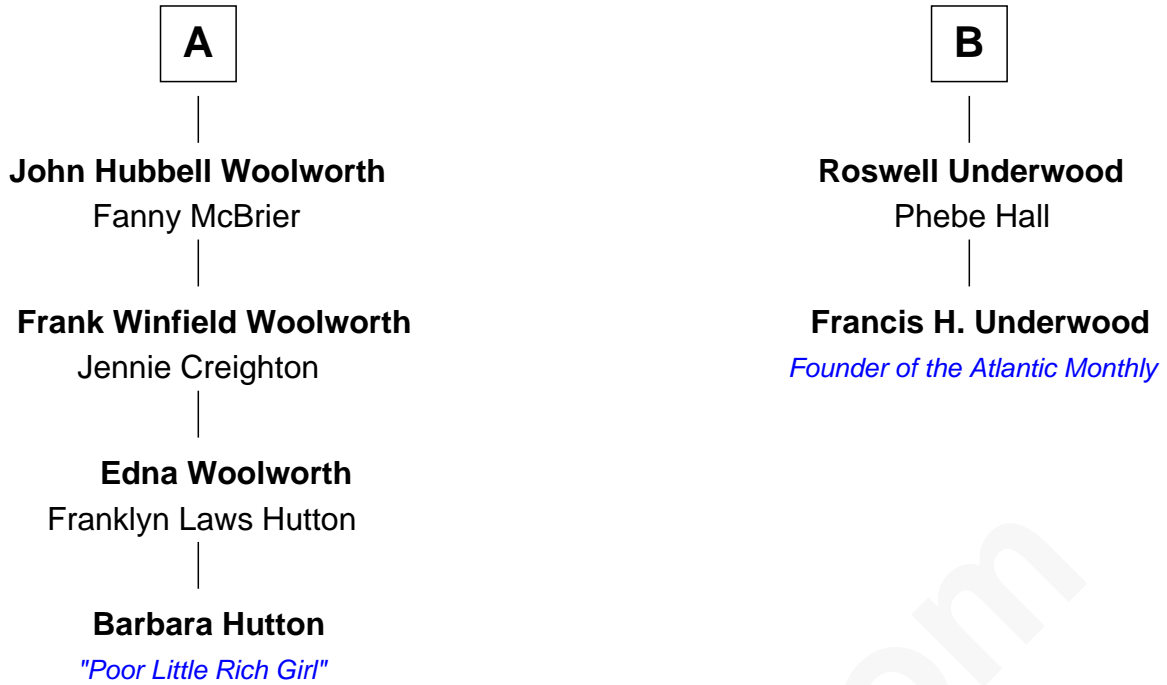 A
John Hubbell Woolworth
Fanny McBrier
Frank Winfield Woolworth
Jennie Creighton
Edna Woolworth
Franklyn Laws Hutton
Barbara Hutton
"Poor Little Rich Girl"
B
Roswell Underwood
Phebe Hall
Francis H. Underwood
Founder of the Atlantic Monthly
om